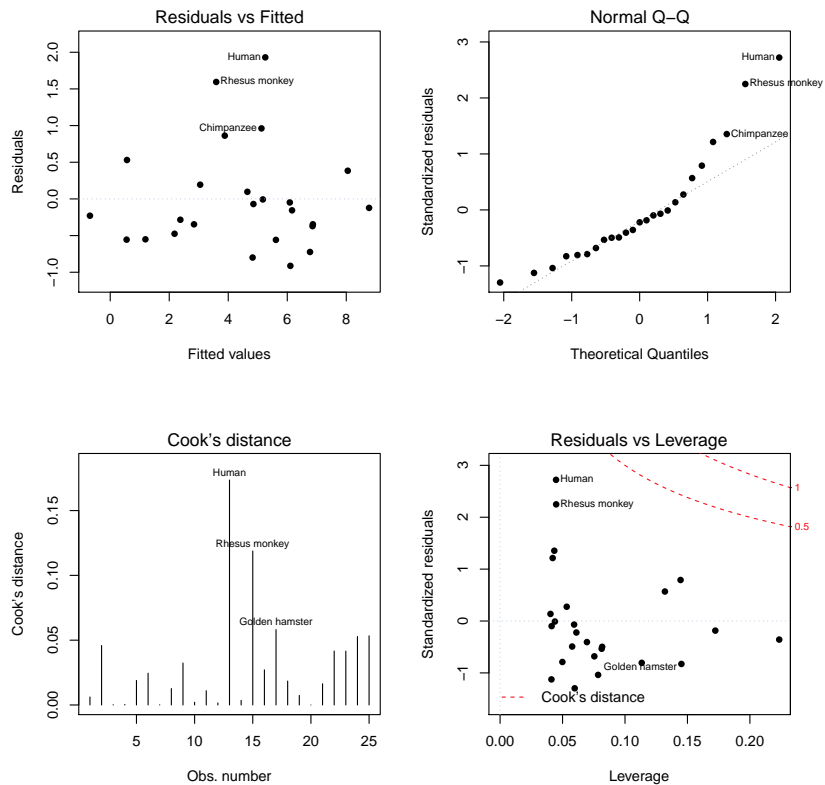 Residuals vs Fitted
Residuals
2.0
1.5
1.0
0.5
0.0
−1.0
Human
Rhesus monkey
Chimpanzee
0 2 4 6 8
Fitted values
Normal Q−Q
Standardized residuals
3
2
1
0
−1
Human
Rhesus monkey
Chimpanzee
−2 −1 0 1 2
Theoretical Quantiles
Cook's distance
Cook's distance
0.15
0.10
0.05
0.00
Human
Rhesus monkey
Golden hamster
5 10 15 20 25
Obs. number
Residuals vs Leverage
Standardized residuals
3
2
1
0
−1
Human
Rhesus monkey
1
0.5
Golden hamster
Cook's distance
0.00 0.05 0.10 0.15 0.20
Leverage